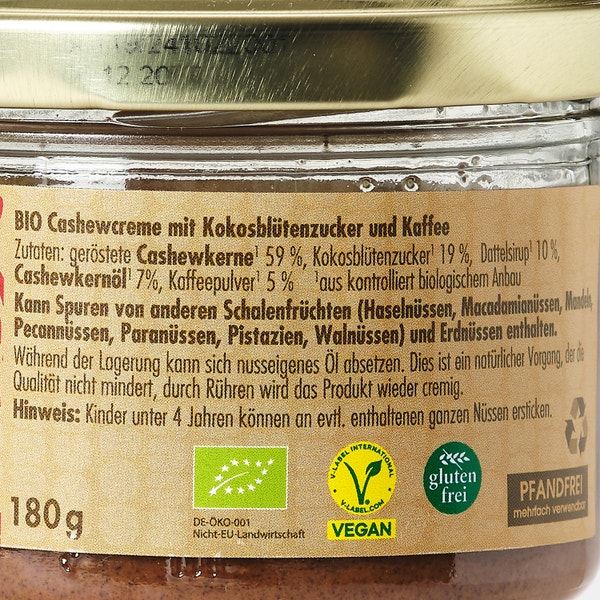 12 20
BIO Cashewcreme mit Kokosblütenzucker und Kaffee
Zutaten: geröstete Cashewkerne¹ 59 %, Kokosblütenzucker¹ 19 %, Dattelsirup¹ 10 %,
Cashewkernöl¹ 7%, Kaffeepulver¹ 5 % ¹aus kontrolliert biologischem Anbau
Kann Spuren von anderen Schalenfrüchten (Haselnüssen, Macadamianüssen, Mandeln,
Pecannüssen, Paranüssen, Pistazien, Walnüssen) und Erdnüssen enthalten.
Während der Lagerung kann sich nusseigenes Öl absetzen. Dies ist ein natürlicher Vorgang, der die
Qualität nicht mindert, durch Rühren wird das Produkt wieder cremig.
Hinweis: Kinder unter 4 Jahren können an evtl. enthaltenen ganzen Nüssen ersticken.
180g
DE-ÖKO-001
Nicht-EU-Landwirtschaft
V-LABEL INTERNATIONAL
V-LABEL.COM
VEGAN
gluten
frei
PFANDFREI
mehrfach verwendbar